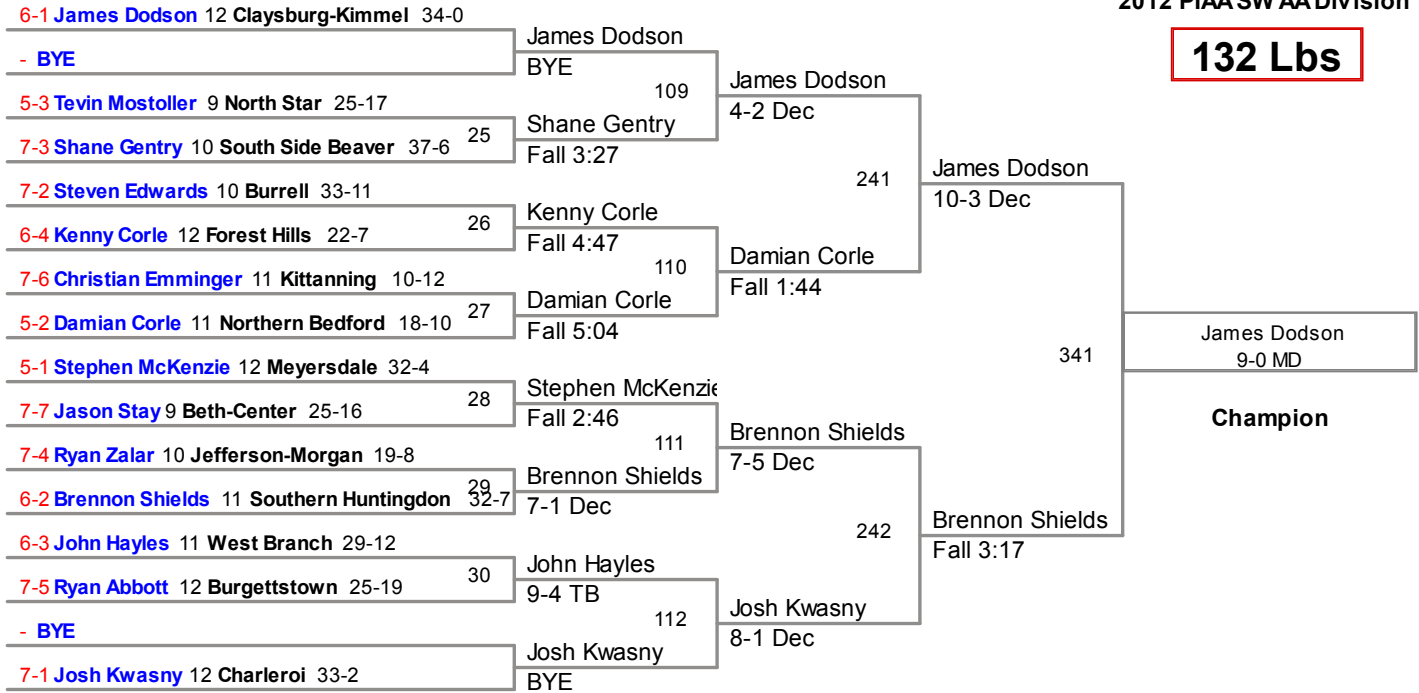 2012 PIAA SW AA Division
132 Lbs
6-1 James Dodson 12 Claysburg-Kimmel 34-0
- BYE
5-3 Tevin Mostoller 9 North Star 25-17
7-3 Shane Gentry 10 South Side Beaver 37-6
7-2 Steven Edwards 10 Burrell 33-11
6-4 Kenny Corle 12 Forest Hills 22-7
7-6 Christian Emminger 11 Kittanning 10-12
5-2 Damian Corle 11 Northern Bedford 18-10
5-1 Stephen McKenzie 12 Meyersdale 32-4
7-7 Jason Stay 9 Beth-Center 25-16
7-4 Ryan Zalar 10 Jefferson-Morgan 19-8
6-2 Brennon Shields 11 Southern Huntingdon 32-7
6-3 John Hayles 11 West Branch 29-12
7-5 Ryan Abbott 12 Burgettstown 25-19
- BYE
7-1 Josh Kwasny 12 Charleroi 33-2
25
26
27
28
29
30
James Dodson
BYE
Shane Gentry
Fall 3:27
Kenny Corle
Fall 4:47
Damian Corle
Fall 5:04
Stephen McKenzie
Fall 2:46
Brennon Shields
7-1 Dec
John Hayles
9-4 TB
Josh Kwasny
BYE
109
110
111
112
James Dodson
4-2 Dec
Damian Corle
Fall 1:44
Brennon Shields
7-5 Dec
Josh Kwasny
8-1 Dec
241
242
James Dodson
10-3 Dec
Brennon Shields
Fall 3:17
341
James Dodson
9-0 MD
Champion